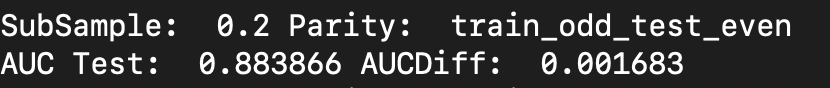 SubSample:  0.2 Parity:  train_odd_test_even
AUC Test:  0.883866 AUCDiff:  0.001683